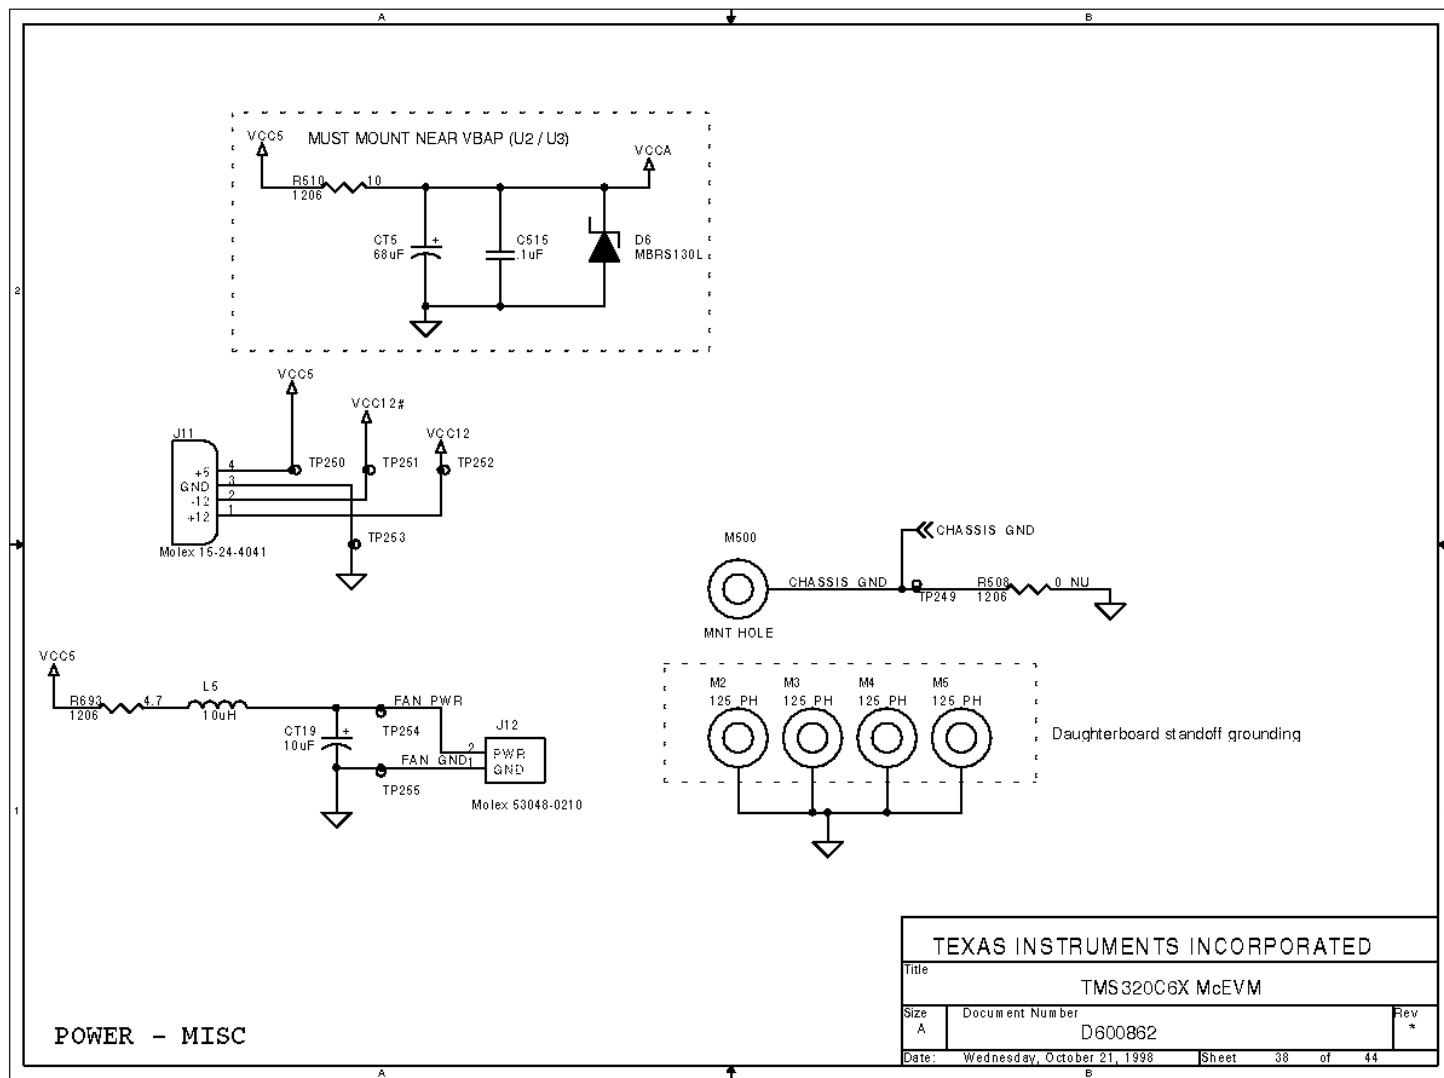 A
B
VCC5
MUST MOUNT NEAR VBAP (U2 / U3)
VCCA
R510
10
1206
CT5
68uF
+
C515
.1uF
D6
MBRS130L
2
VCC5
VCC12#
VCC12
J11
+5
GND
-12
+12
4
3
2
1
TP250
TP251
TP252
TP253
Molex 15-24-4041
M500
CHASSIS GND
CHASSIS GND
TP249
R508
0 NU
1206
MNT HOLE
VCC5
R693
4.7
1206
L5
10uH
FAN PWR
CT19
10uF
+
TP254
J12
2
PWR
FAN GND
1
GND
TP255
Molex 53048-0210
M2
125 PH
M3
125 PH
M4
125 PH
M5
125 PH
Daughterboard standoff grounding
1
TEXAS INSTRUMENTS INCORPORATED
Title
TMS320C6X McEVM
Size
A
Document Number
D600862
Rev
*
Date: Wednesday, October 21, 1998 Sheet 38 of 44
POWER - MISC
A
B